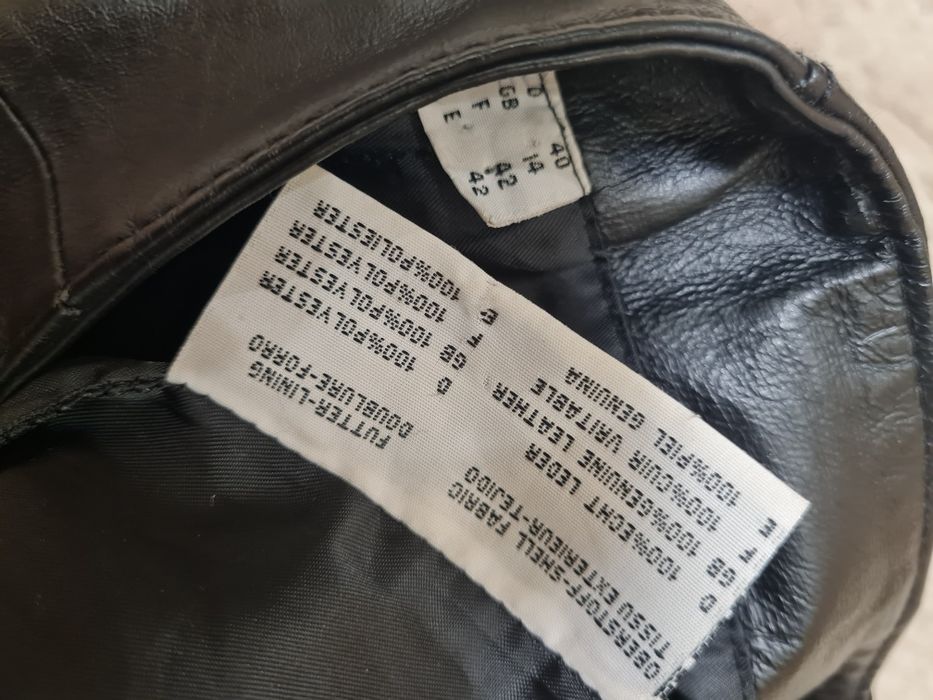 D 40
GB 14
F 42
E 42
OBERSTOFF-SHELL FABRIC
TISSU EXTERIEUR-TEJIDO
D 100%ECHT LEDER
GB 100%GENUINE LEATHER
F 100%CUIR VRITABLE
E 100%PIEL GENUINA
FUTTER-LINING
DOUBLURE-FORRO
D 100%POLYESTER
GB 100%POLYESTER
F 100%POLYESTER
E 100%POLIESTER